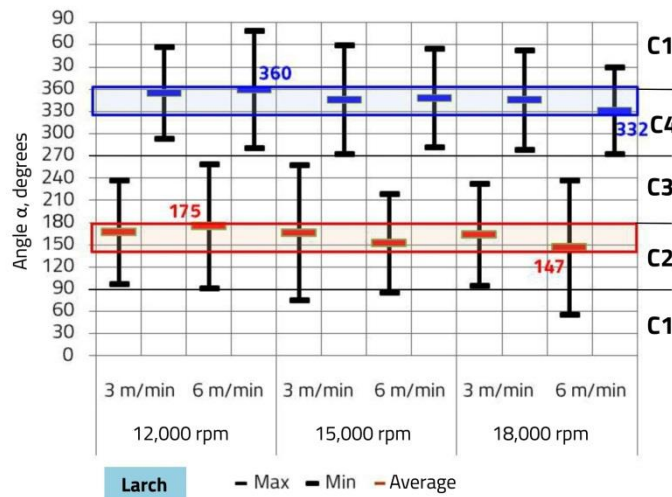 90
60
30
360
330
300
270
240
210
180
150
120
90
60
30
0
Angle α, degrees
360
332
175
147
C1
C4
C3
C2
C1
3 m/min 6 m/min 3 m/min 6 m/min 3 m/min 6 m/min
12,000 rpm 15,000 rpm 18,000 rpm
Larch Max Min Average